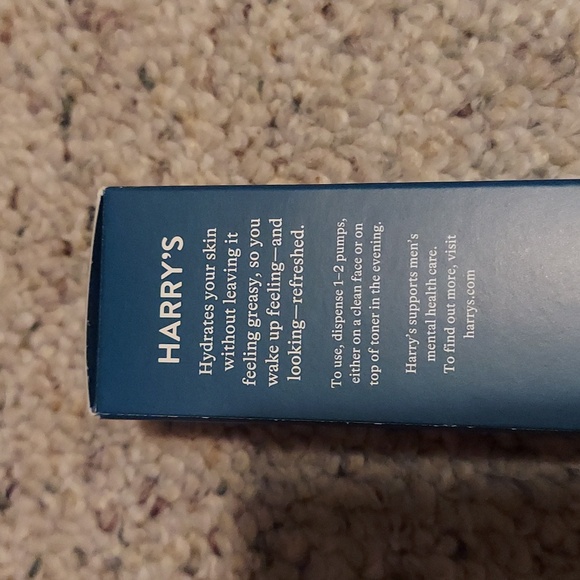 HARRY'S
Hydrates your skin
without leaving it
feeling greasy, so you
wake up feeling—and
looking—refreshed.
To use, dispense 1–2 pumps,
either on a clean face or on
top of toner in the evening.
Harry's supports men's
mental health care.
To find out more, visit
harrys.com